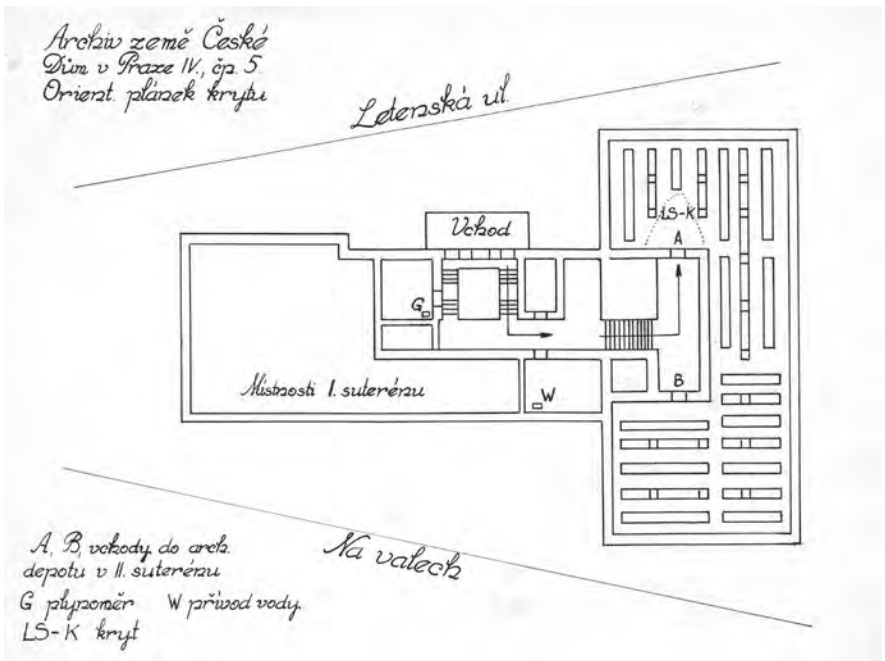 Archiv země České
Dům v Praze IV., čp. 5
Orient. plánek krytu
Letenská ul.
Vchod
LS-K
A
G
Místnosti I. suterénu
W
B
Na valech
A, B, vchody do arch.
depotu v II. suterénu
G plynoměr W přívod vody
LS-K kryt